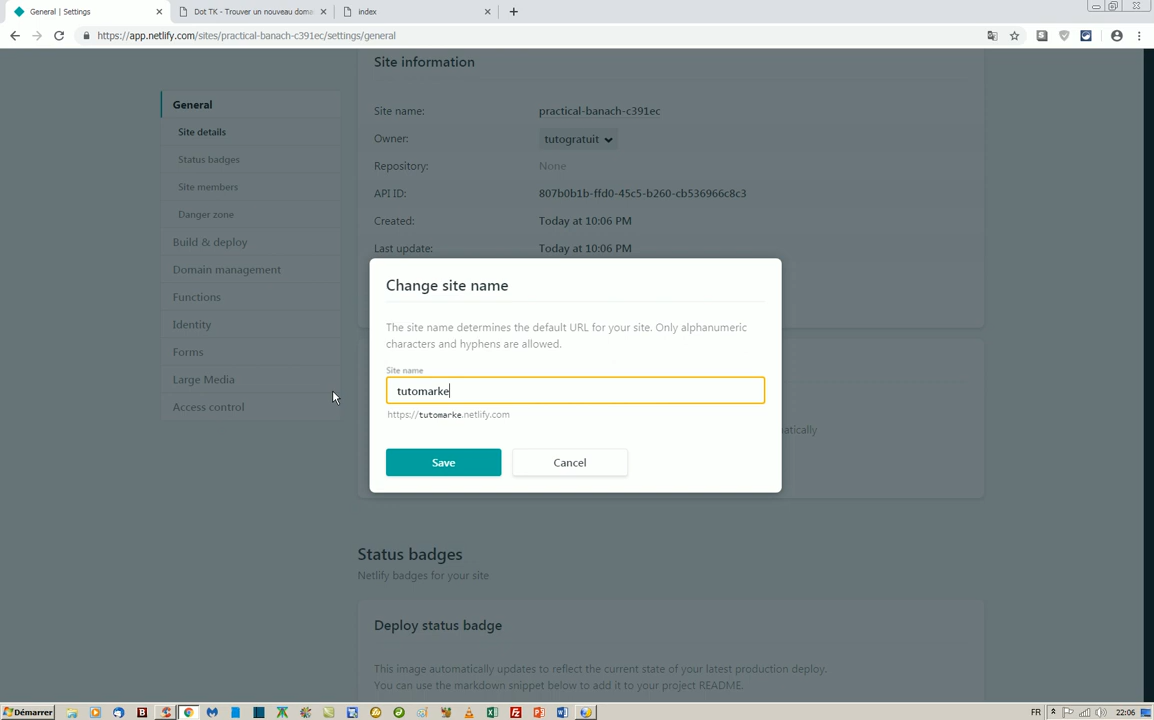 General | Settings
Dot TK - Trouver un nouveau doma
index
https://app.netlify.com/sites/practical-banach-c391ec/settings/general
Site information
General
Site details
Status badges
Site members
Danger zone
Build & deploy
Domain management
Functions
Identity
Forms
Large Media
Access control
Site name: practical-banach-c391ec
Owner: tutogratuit
Repository: None
API ID: 807b0b1b-ffd0-45c5-b260-cb536966c8c3
Created: Today at 10:06 PM
Last update: Today at 10:06 PM
Change site name
The site name determines the default URL for your site. Only alphanumeric
characters and hyphens are allowed.
Site name
tutomarke
https://tutomarke.netlify.com
atically
Save
Cancel
Status badges
Netlify badges for your site
Deploy status badge
This image automatically updates to reflect the current state of your latest production deploy.
You can use the markdown snippet below to add it to your project README.
Démarrer
FR
22:06